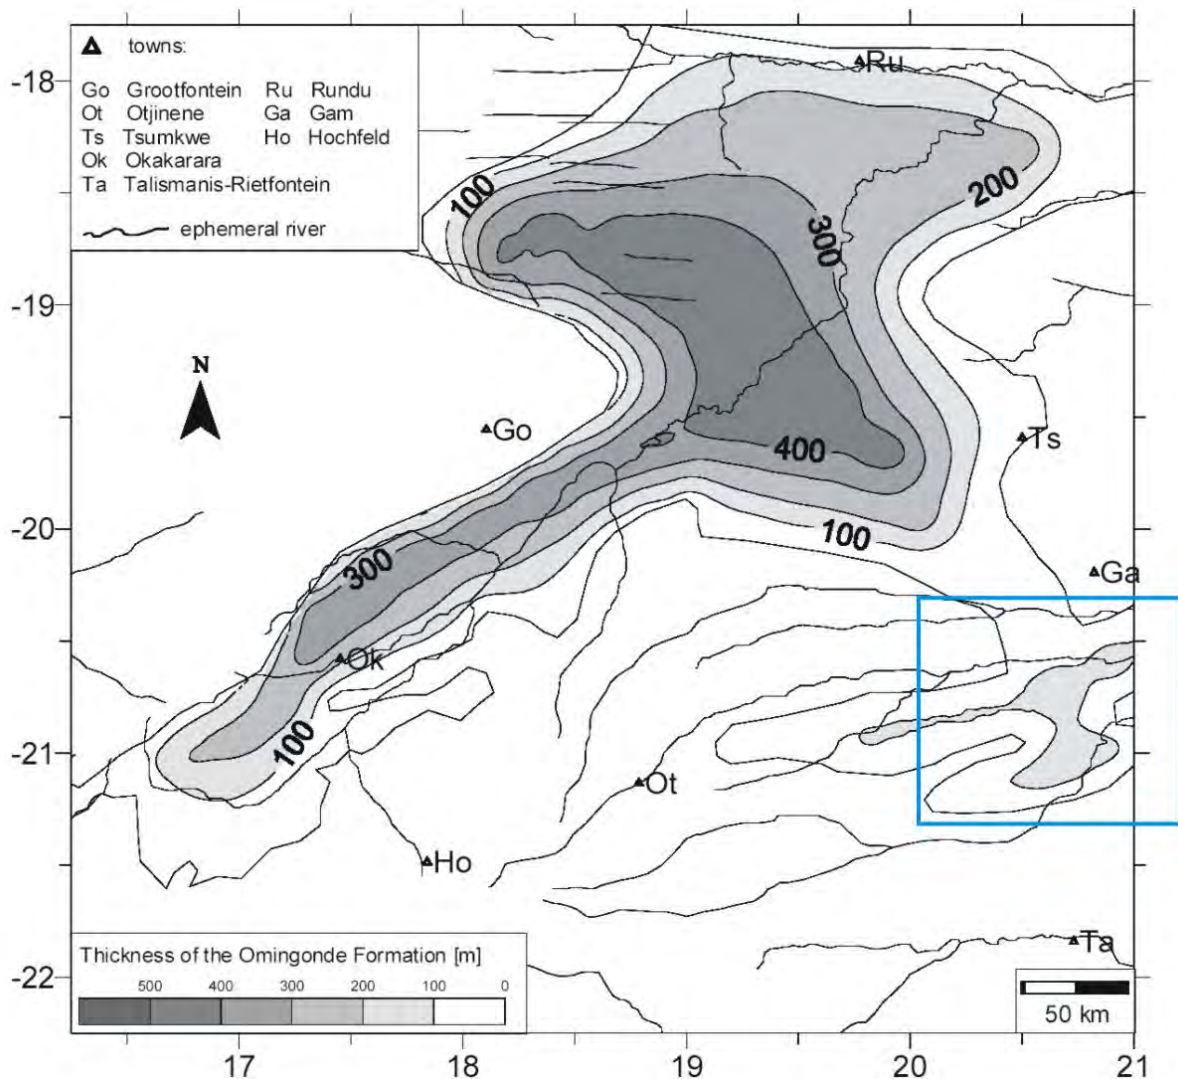 towns:
Go Grootfontein Ru Rundu
Ot Otjinene Ga Gam
Ts Tsumkwe Ho Hochfeld
Ok Okakarara
Ta Talismanis-Rietfontein
ephemeral river
-18
-19
-20
-21
-22
N
Ru
100
200
300
Go
Ts
400
100
300
Ga
Ok
100
Ot
Ho
Ta
Thickness of the Omingonde Formation [m]
500 400 300 200 100 0
50 km
17 18 19 20 21